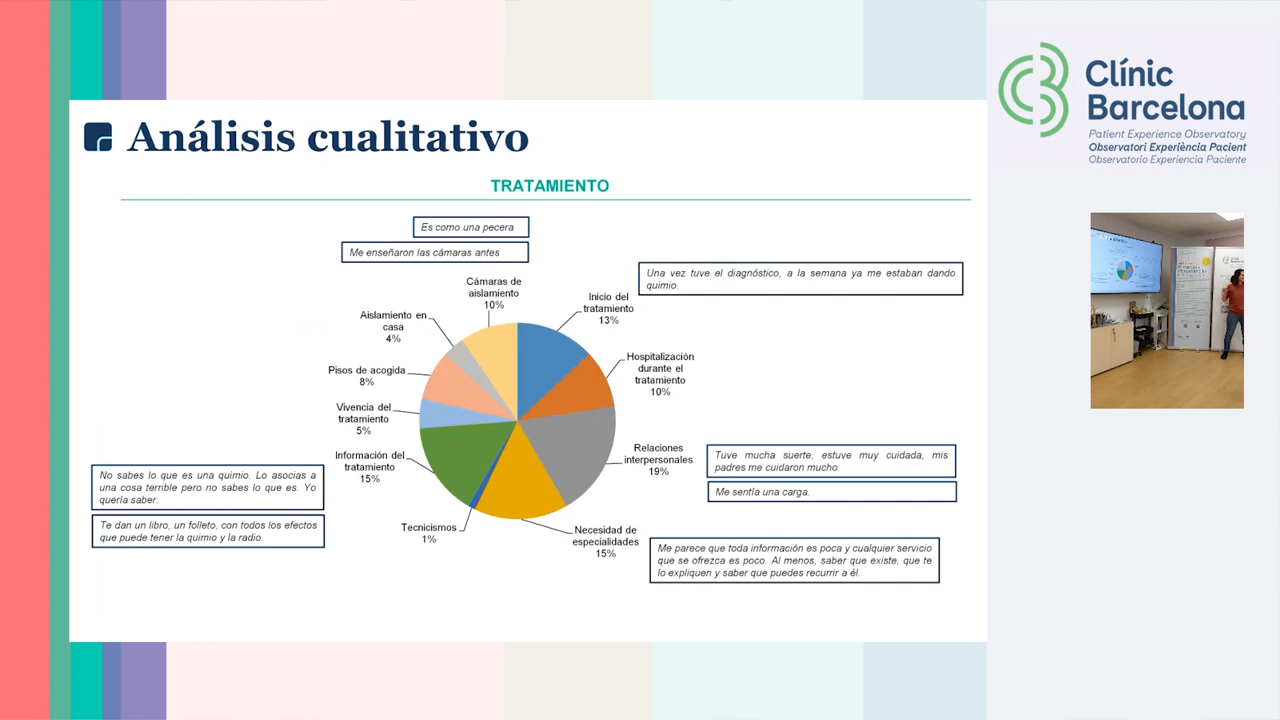 Análisis cualitativo
TRATAMIENTO
Es como una pecera
Me enseñaron las cámaras antes
Una vez tuve el diagnóstico, a la semana ya me estaban dando
quimio.
Cámaras de
aislamiento
10%
Inicio del
tratamiento
13%
Aislamiento en
casa
4%
Hospitalización
durante el
tratamiento
10%
Pisos de acogida
8%
Vivencia del
tratamiento
5%
Relaciones
interpersonales
19%
Tuve mucha suerte, estuve muy cuidada, mis
padres me cuidaron mucho.
Me sentía una carga.
Información del
tratamiento
15%
No sabes lo que es una quimio. Lo asocias a
una cosa terrible pero no sabes lo que es. Yo
quería saber.
Te dan un libro, un folleto, con todos los efectos
que puede tener la quimio y la radio.
Tecnicismos
1%
Necesidad de
especialidades
15%
Me parece que toda información es poca y cualquier servicio
que se ofrezca es poco. Al menos, saber que existe, que te
lo expliquen y saber que puedes recurrir a él.
Clínic
Barcelona
Patient Experience Observatory
Observatori Experiència Pacient
Observatorio Experiencia Paciente